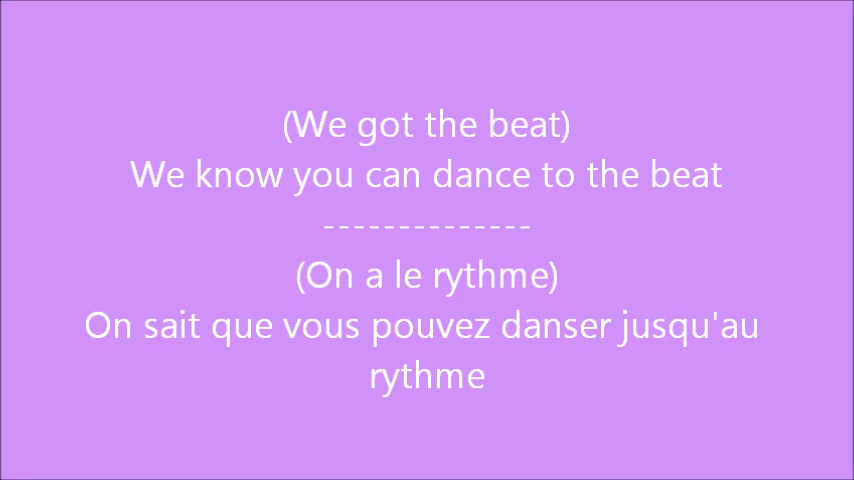 (We got the beat)
We know you can dance to the beat
--------------
(On a le rythme)
On sait que vous pouvez danser jusqu'au
rythme